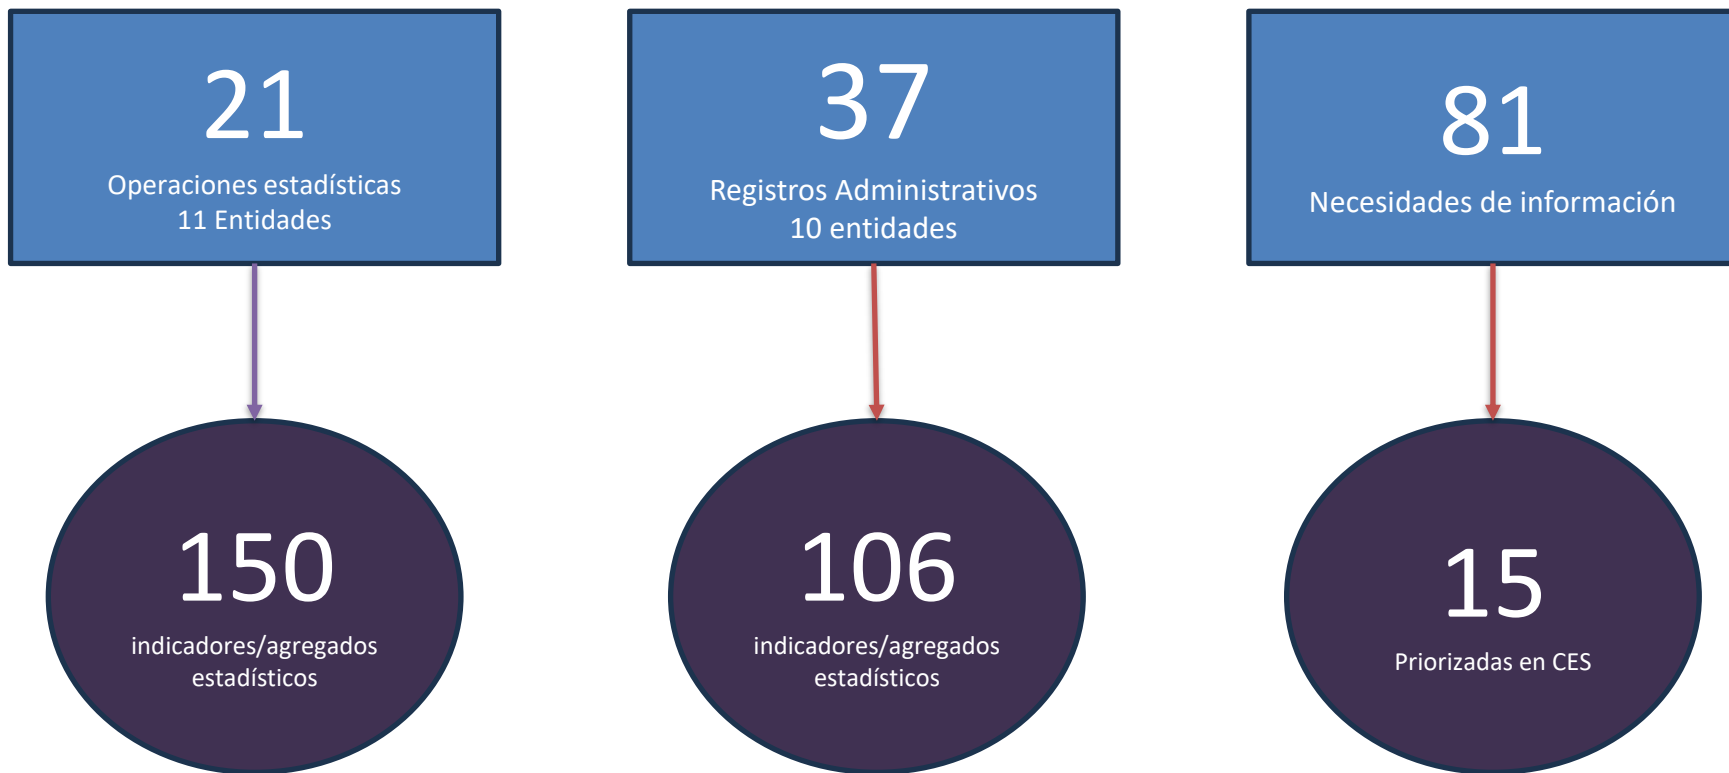 21
Operaciones estadísticas
11 Entidades
37
Registros Administrativos
10 entidades
81
Necesidades de información
150
indicadores/agregados
estadísticos
106
indicadores/agregados
estadísticos
15
Priorizadas en CES